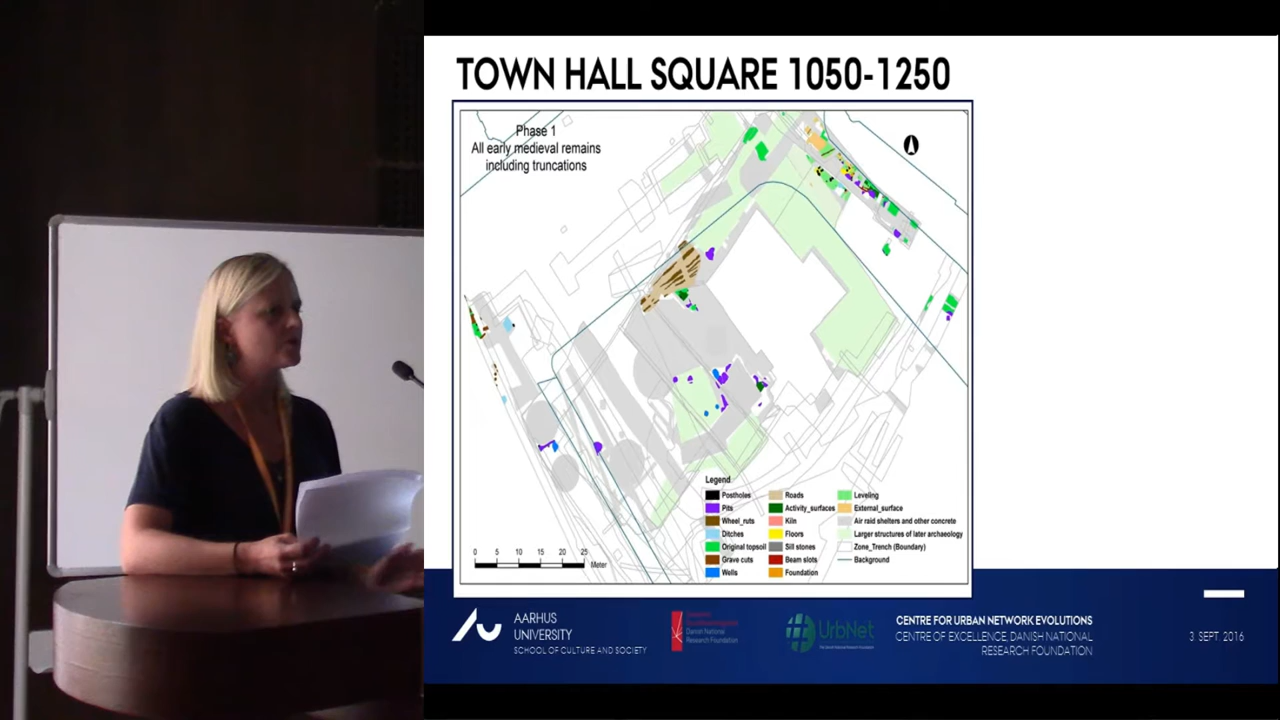 TOWN HALL SQUARE 1050-1250
Phase 1
All early medieval remains
including truncations
Legend
Postholes
Pits
Wheel_ruts
Ditches
Original topsoil
Grave cuts
Wells
Roads
Activity_surfaces
Kiln
Floors
Sill stones
Beam slots
Foundation
Leveling
External_surface
Air raid shelters and other concrete
Larger structures of later archaeology
Zone_Trench (Boundary)
Background
0 5 10 15 20 25
Meter
AARHUS
UNIVERSITY
SCHOOL OF CULTURE AND SOCIETY
Danish National
Research Foundation
UrbNet
CENTRE FOR URBAN NETWORK EVOLUTIONS
CENTRE OF EXCELLENCE, DANISH NATIONAL
RESEARCH FOUNDATION
3 SEPT. 2016